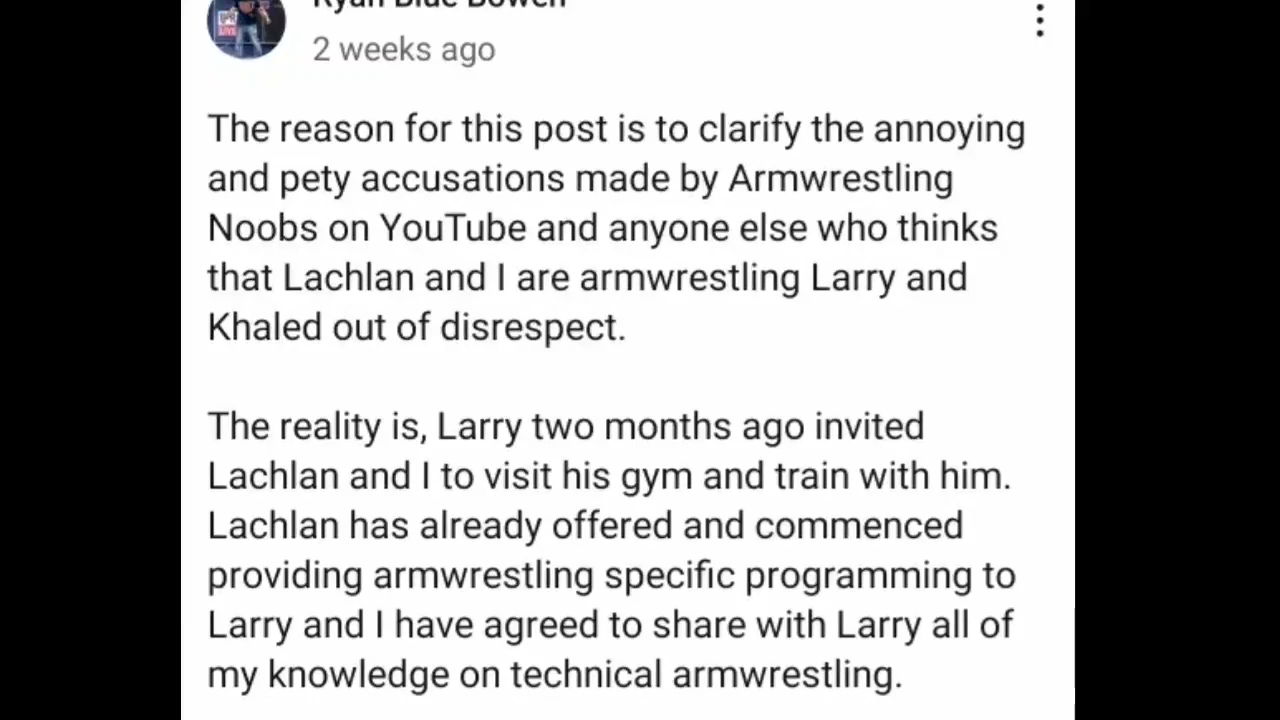 Ryan Blue Bowen
2 weeks ago
The reason for this post is to clarify the annoying
and pety accusations made by Armwrestling
Noobs on YouTube and anyone else who thinks
that Lachlan and I are armwrestling Larry and
Khaled out of disrespect.
The reality is, Larry two months ago invited
Lachlan and I to visit his gym and train with him.
Lachlan has already offered and commenced
providing armwrestling specific programming to
Larry and I have agreed to share with Larry all of
my knowledge on technical armwrestling.